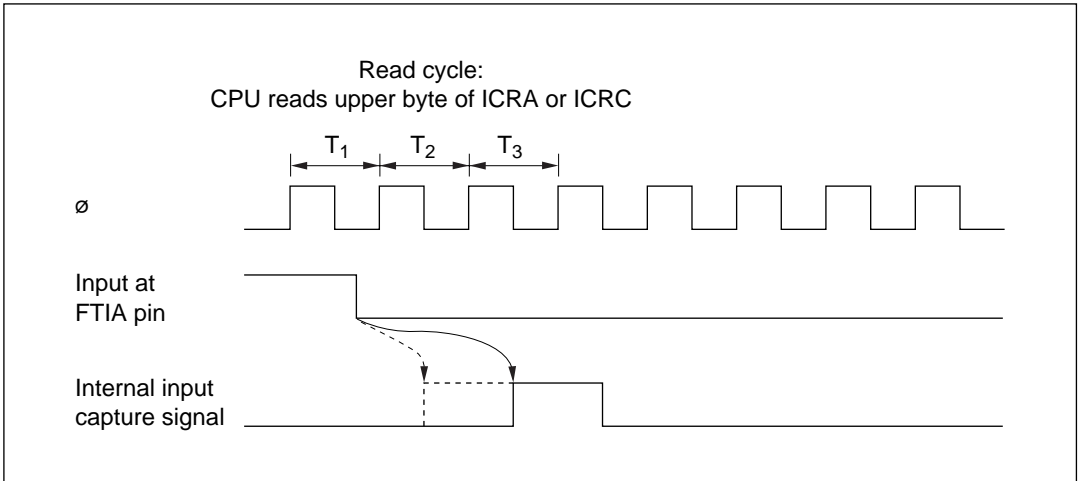 Read cycle:
CPU reads upper byte of ICRA or ICRC
T₁ T₂ T₃
ø
Input at
FTIA pin
Internal input
capture signal